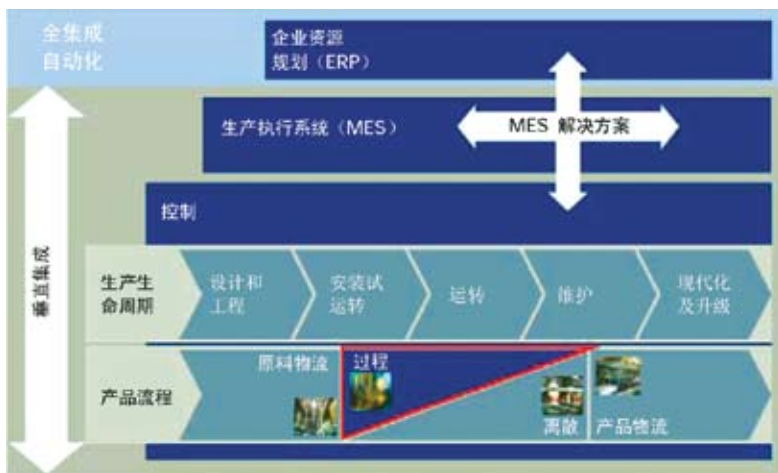 全集成
自动化
企业资源
规划（ERP）
生产执行系统（MES）
MES 解决方案
控制
垂直集成
生产生
命周期
设计和
工程
安装试
运转
运转
维护
现代化
及升级
产品流程
原料物流
过程
离散
产品物流